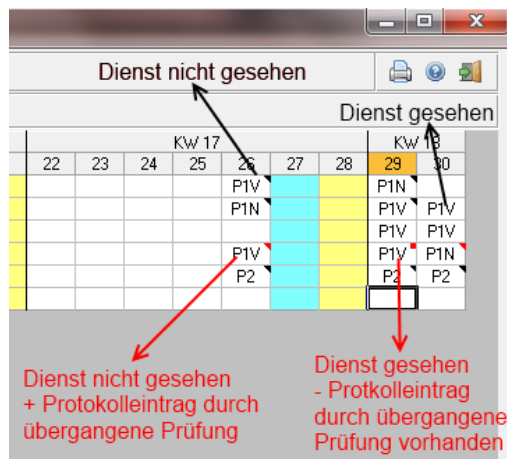 Dienst nicht gesehen
Dienst gesehen
KW 17 KW 18
22 23 24 25 26 27 28 29 30
P1V P1N
P1N P1V P1V
P1V P1V
P1V P1V P1N
P2 P2 P2
Dienst nicht gesehen
+ Protokolleintrag durch
übergangene Prüfung
Dienst gesehen
- Protkolleintrag
durch übergangene
Prüfung vorhanden